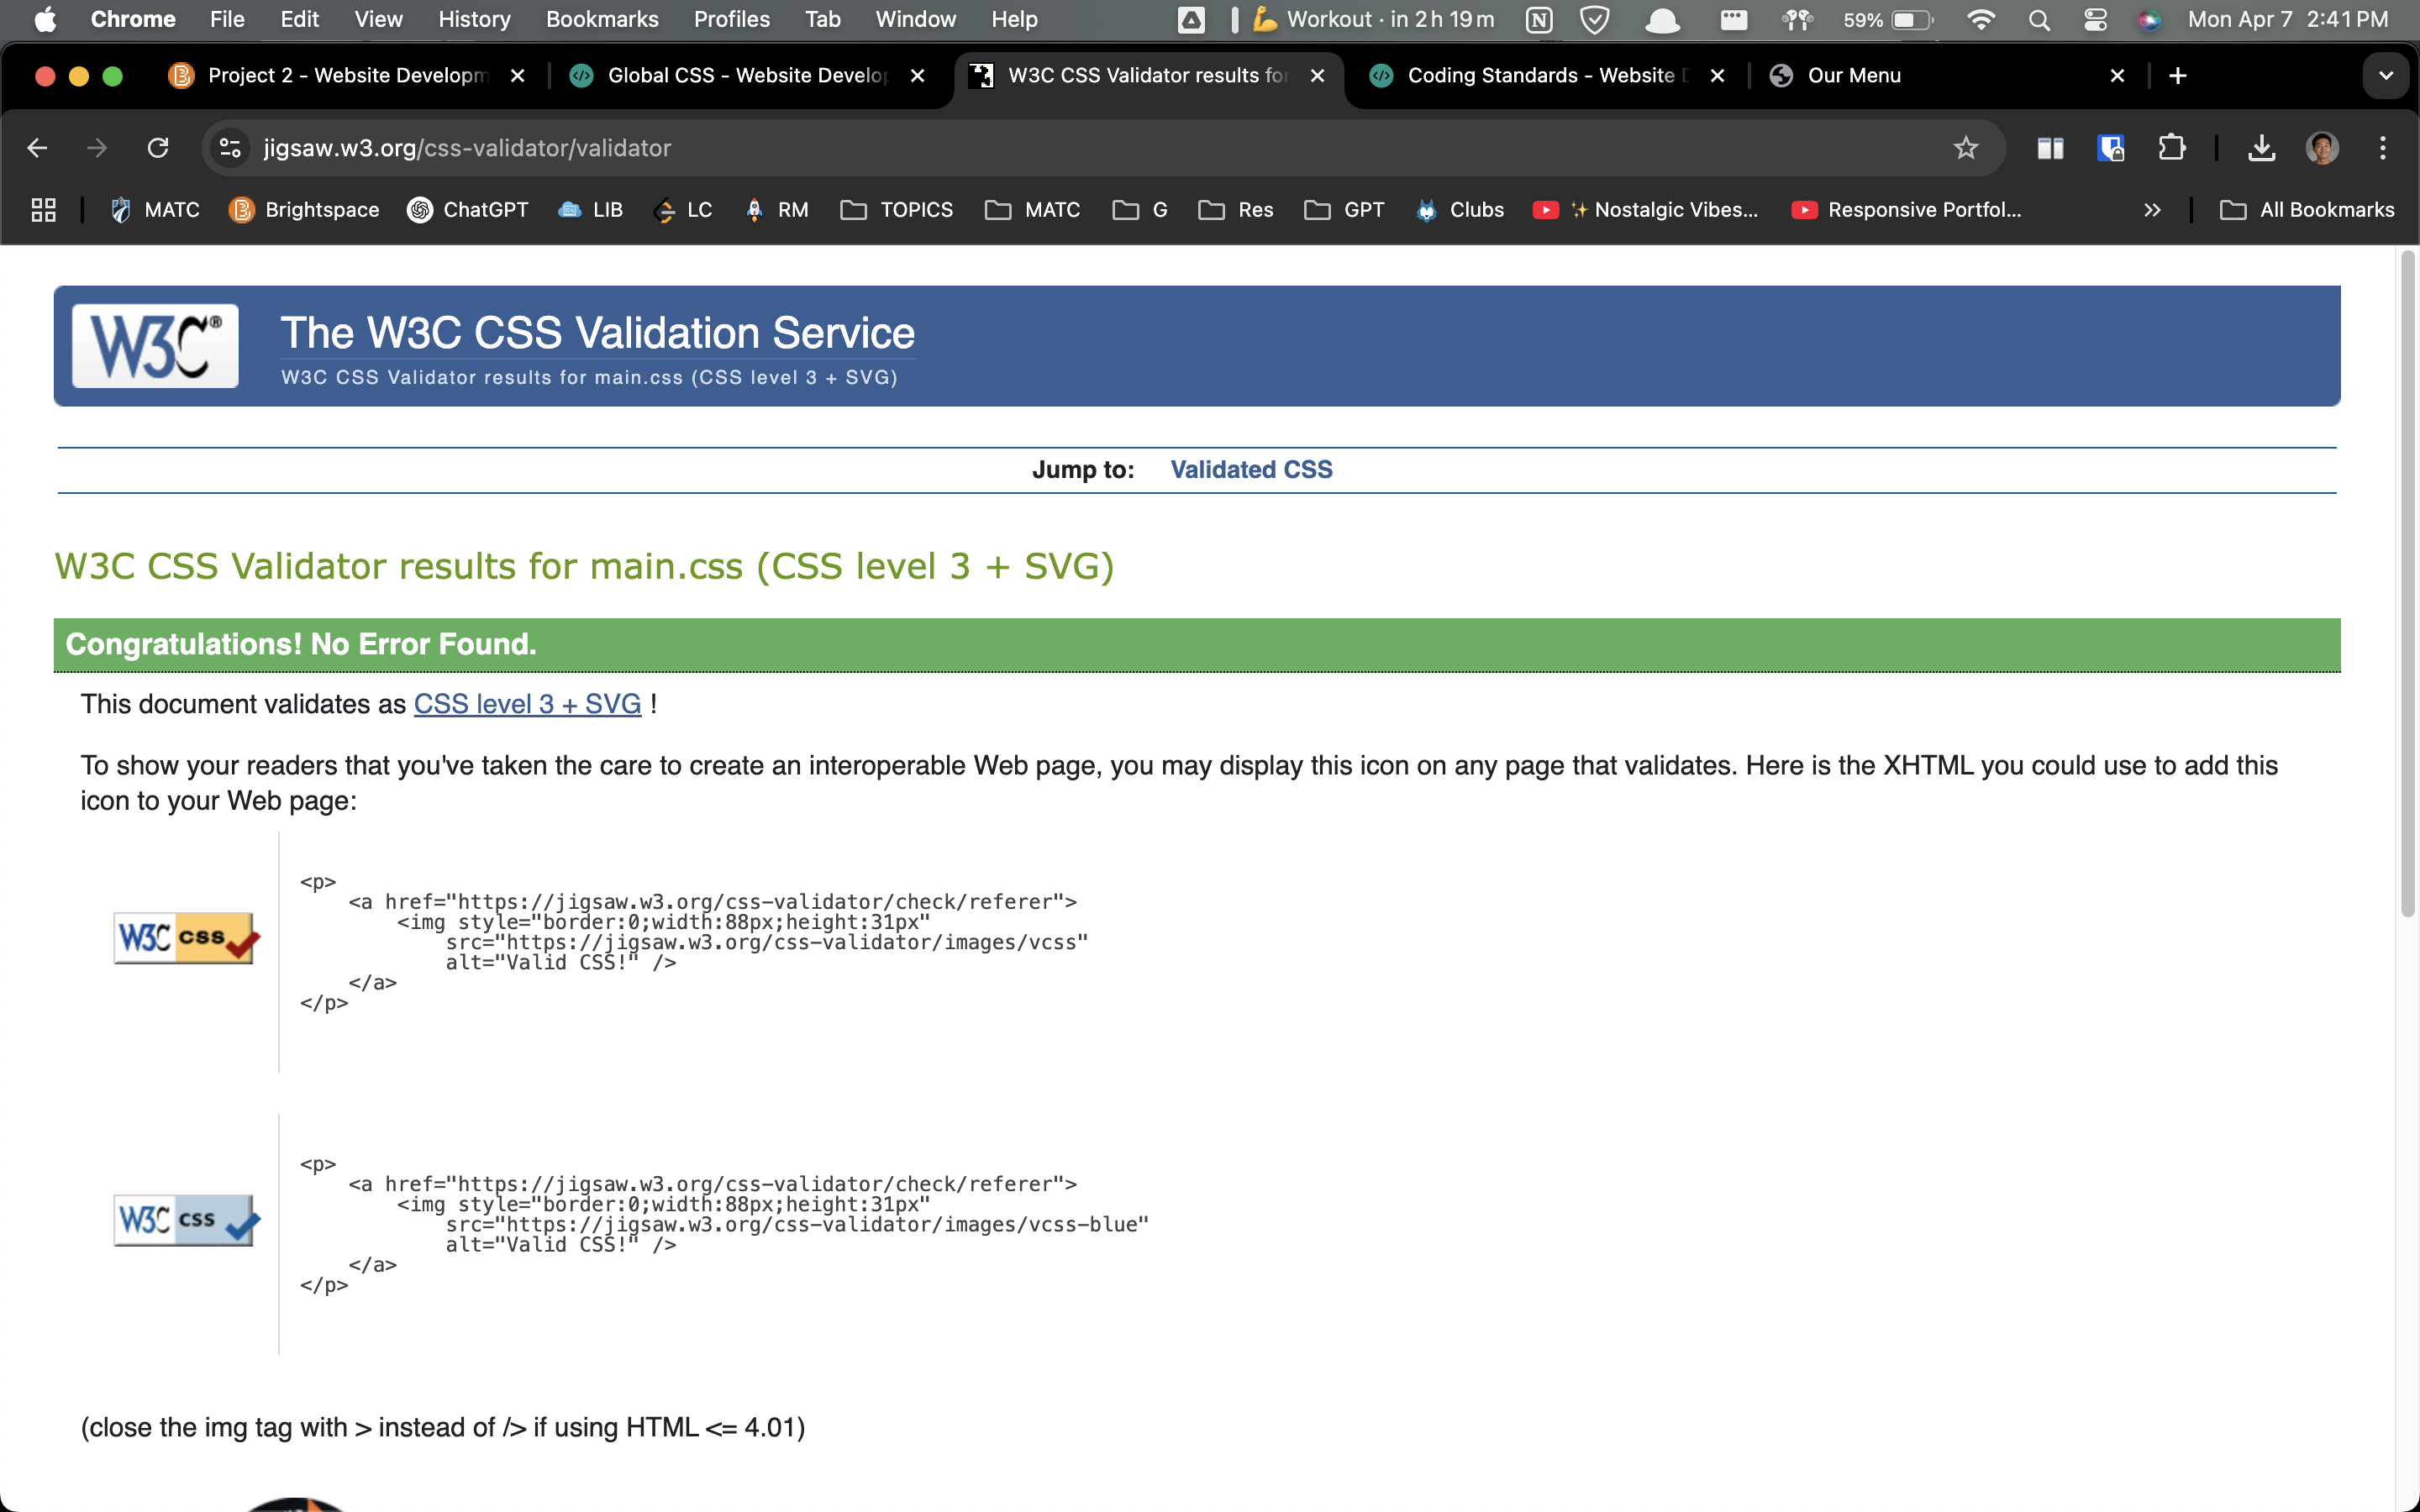 Chrome File Edit View History Bookmarks Profiles Tab Window Help Workout · in 2 h 19 m 59% Mon Apr 7 2:41 PM
Project 2 - Website Developm Global CSS - Website Develop W3C CSS Validator results for Coding Standards - Website D Our Menu
jigsaw.w3.org/css-validator/validator
MATC Brightspace ChatGPT LIB LC RM TOPICS MATC G Res GPT Clubs ✨ Nostalgic Vibes... Responsive Portfol... » All Bookmarks
W3C® The W3C CSS Validation Service
W3C CSS Validator results for main.css (CSS level 3 + SVG)
Jump to: Validated CSS
W3C CSS Validator results for main.css (CSS level 3 + SVG)
Congratulations! No Error Found.
This document validates as CSS level 3 + SVG !
To show your readers that you've taken the care to create an interoperable Web page, you may display this icon on any page that validates. Here is the XHTML you could use to add this
icon to your Web page:
<p>
<a href="https://jigsaw.w3.org/css-validator/check/referer">
<img style="border:0;width:88px;height:31px"
W3C css
src="https://jigsaw.w3.org/css-validator/images/vcss"
alt="Valid CSS!" />
</a>
</p>
<p>
<a href="https://jigsaw.w3.org/css-validator/check/referer">
<img style="border:0;width:88px;height:31px"
W3C css
src="https://jigsaw.w3.org/css-validator/images/vcss-blue"
alt="Valid CSS!" />
</a>
</p>
(close the img tag with > instead of /> if using HTML <= 4.01)